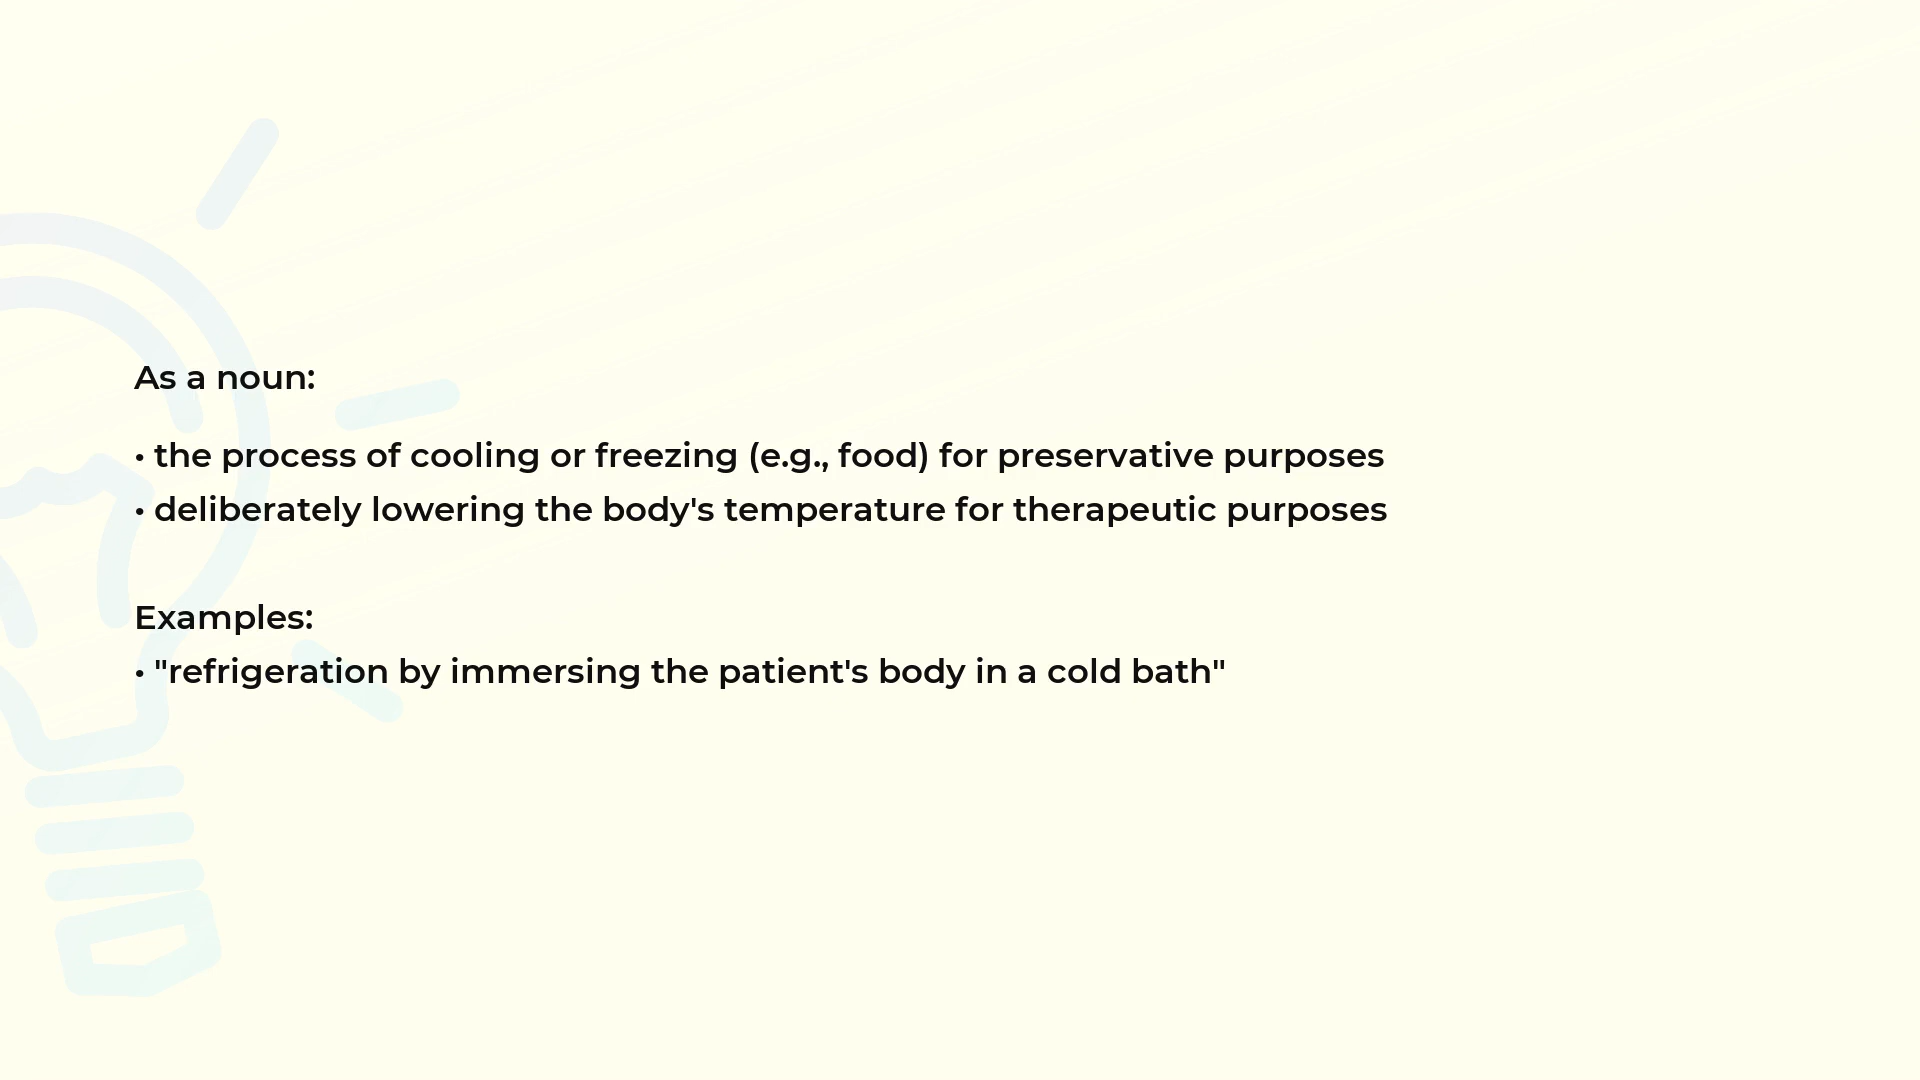 As a noun:
• the process of cooling or freezing (e.g., food) for preservative purposes
• deliberately lowering the body's temperature for therapeutic purposes
Examples:
• "refrigeration by immersing the patient's body in a cold bath"